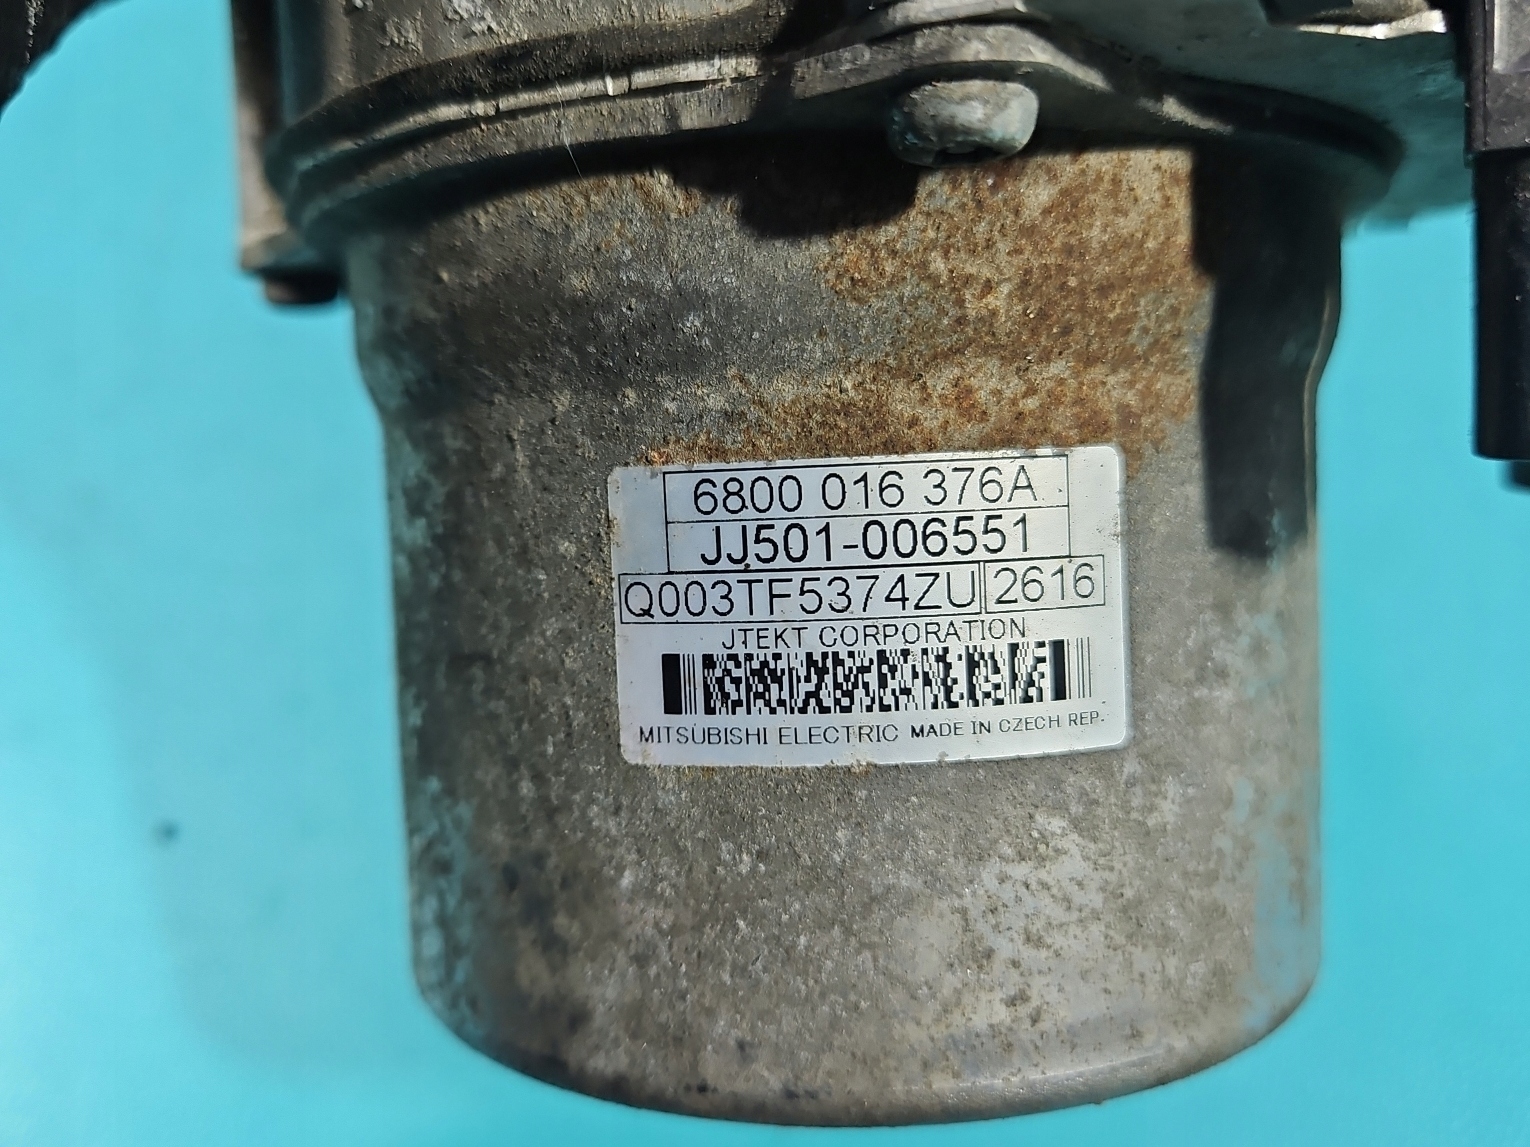 6800 016 376A
JJ501-006551
Q003TF5374ZU 2616
JTEKT CORPORATION
MITSUBISHI ELECTRIC MADE IN CZECH REP.